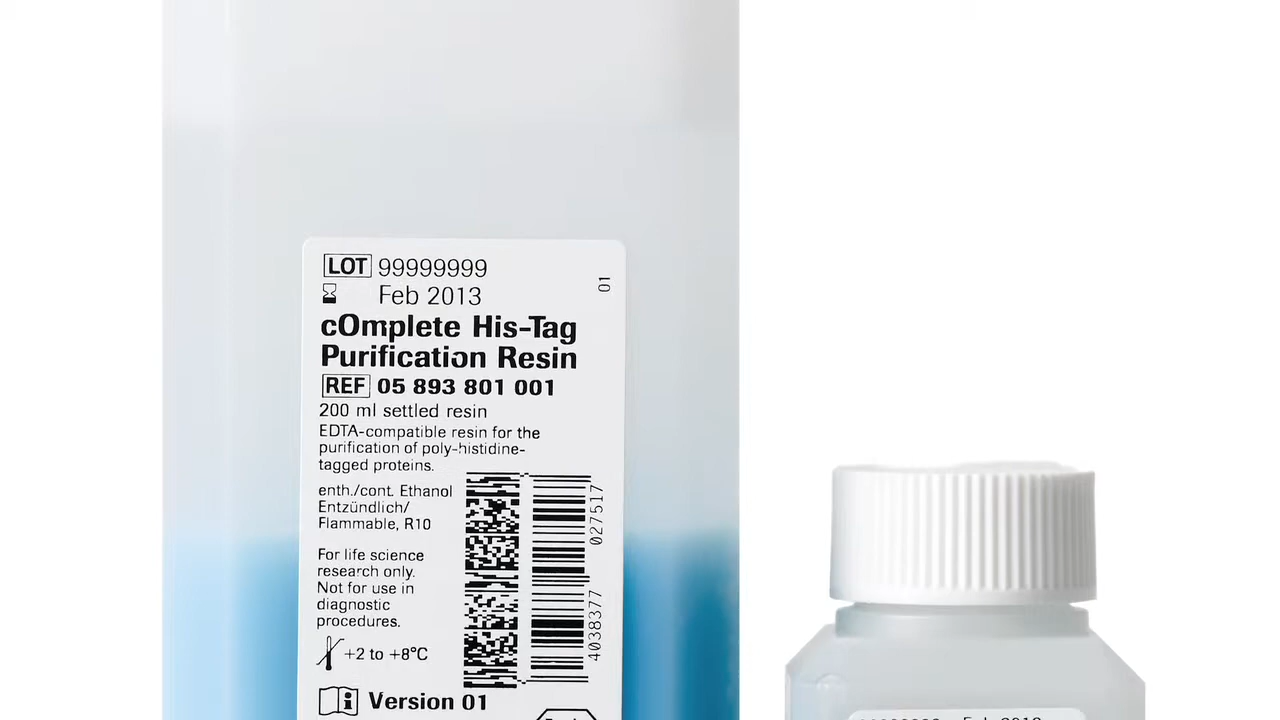 LOT 99999999
Feb 2013
01
cOmplete His-Tag
Purification Resin
REF 05 893 801 001
200 ml settled resin
EDTA-compatible resin for the
purification of poly-histidine-
tagged proteins.
enth./cont. Ethanol
Entzündlich/
Flammable, R10
For life science
research only.
Not for use in
diagnostic
procedures.
+2 to +8°C
4038377 027517
Version 01